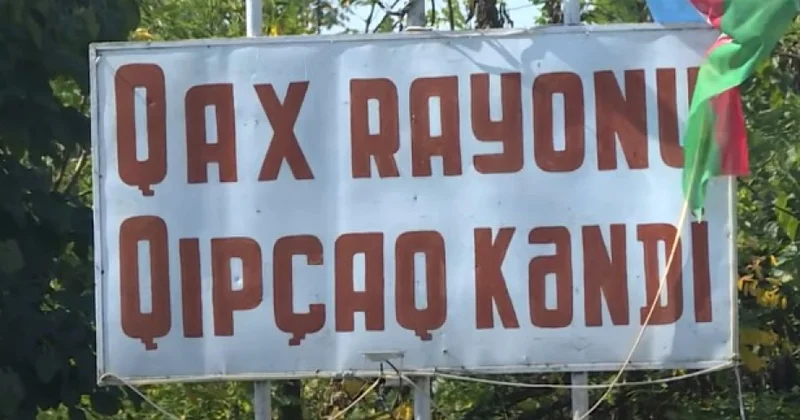 QAX RAYONU
QIPÇAQ KƏNDİ